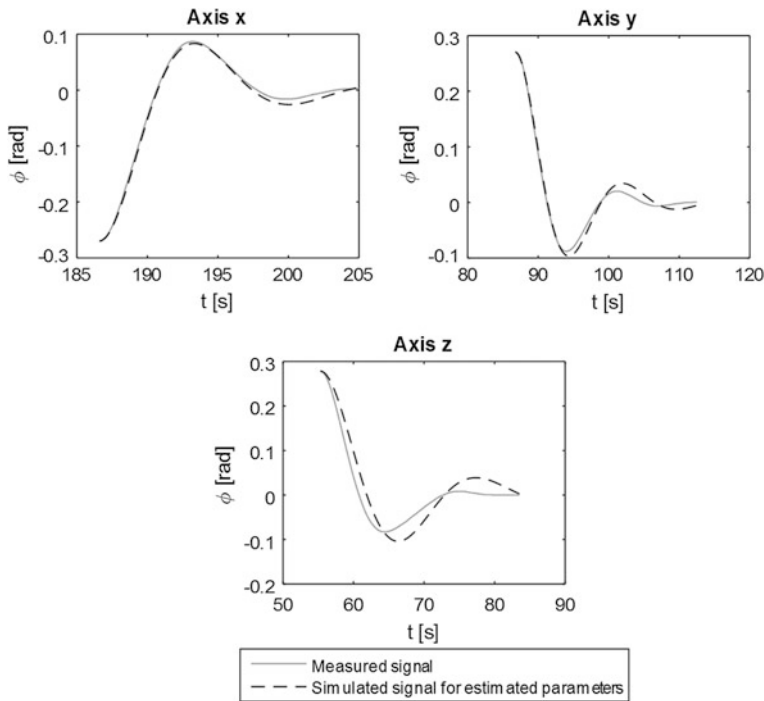 Axis x
0.1
0
-0.1
-0.2
-0.3
ϕ [rad]
185 190 195 200 205
t [s]
Axis y
0.3
0.2
0.1
0
-0.1
ϕ [rad]
80 90 100 110 120
t [s]
Axis z
0.3
0.2
0.1
0
-0.1
-0.2
ϕ [rad]
50 60 70 80 90
t [s]
Measured signal
Simulated signal for estimated parameters